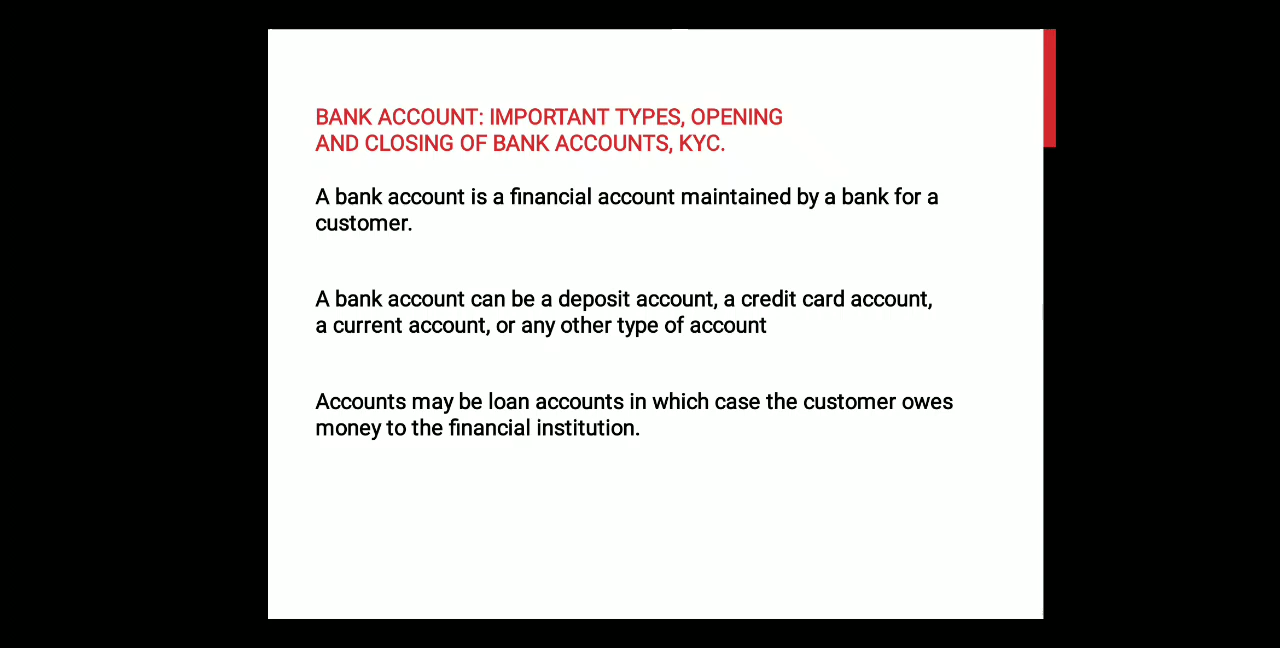 BANK ACCOUNT: IMPORTANT TYPES, OPENING
AND CLOSING OF BANK ACCOUNTS, KYC.
A bank account is a financial account maintained by a bank for a
customer.
A bank account can be a deposit account, a credit card account,
a current account, or any other type of account
Accounts may be loan accounts in which case the customer owes
money to the financial institution.